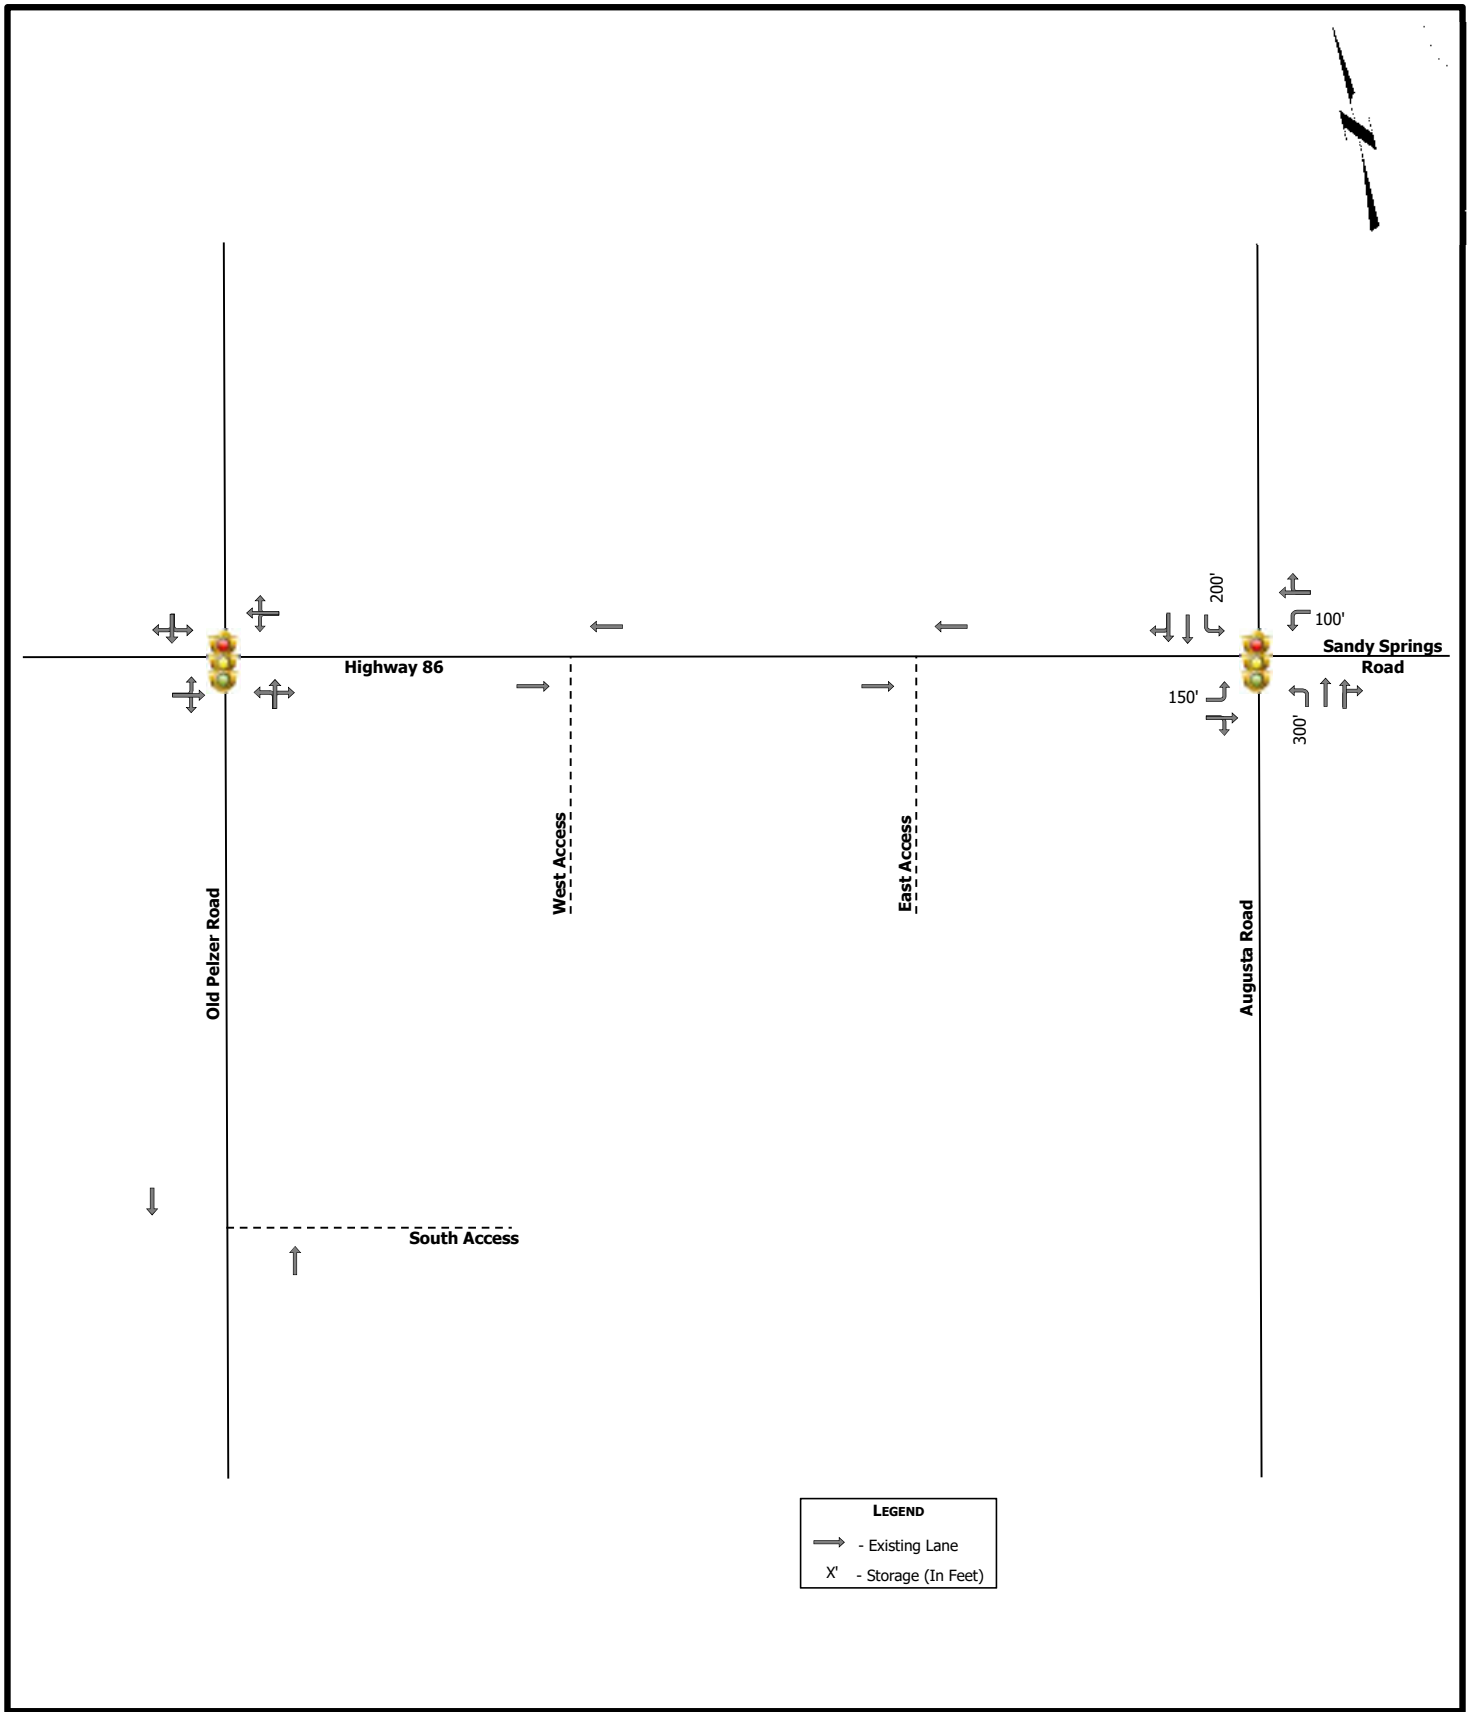 200'
100'
Sandy Springs
Road
Highway 86
150'
300'
West Access
East Access
Old Pelzer Road
Augusta Road
South Access
LEGEND
- Existing Lane
X' - Storage (In Feet)